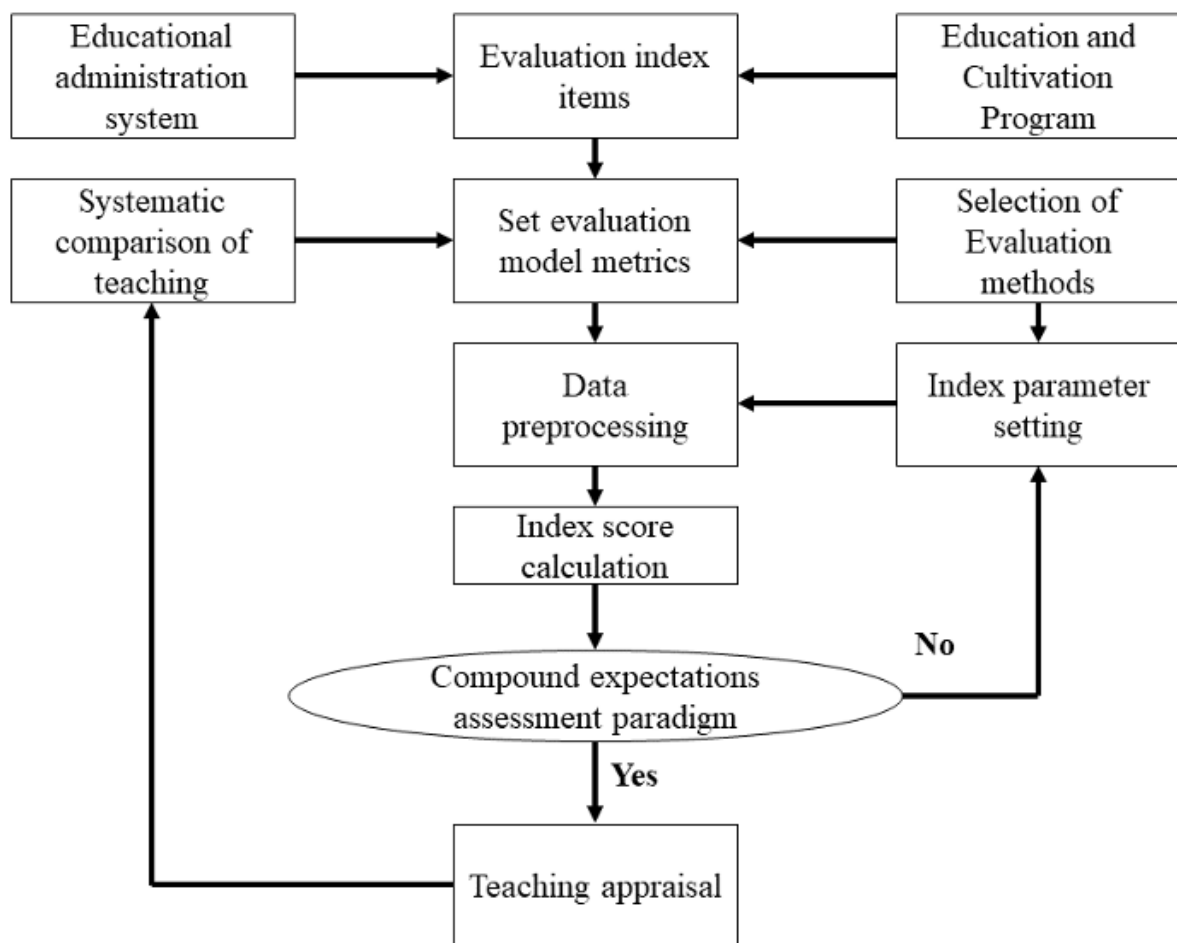 Educational
administration
system
Evaluation index
items
Education and
Cultivation
Program
Systematic
comparison of
teaching
Set evaluation
model metrics
Selection of
Evaluation
methods
Data
preprocessing
Index parameter
setting
Index score
calculation
Compound expectations
assessment paradigm
No
Yes
Teaching appraisal